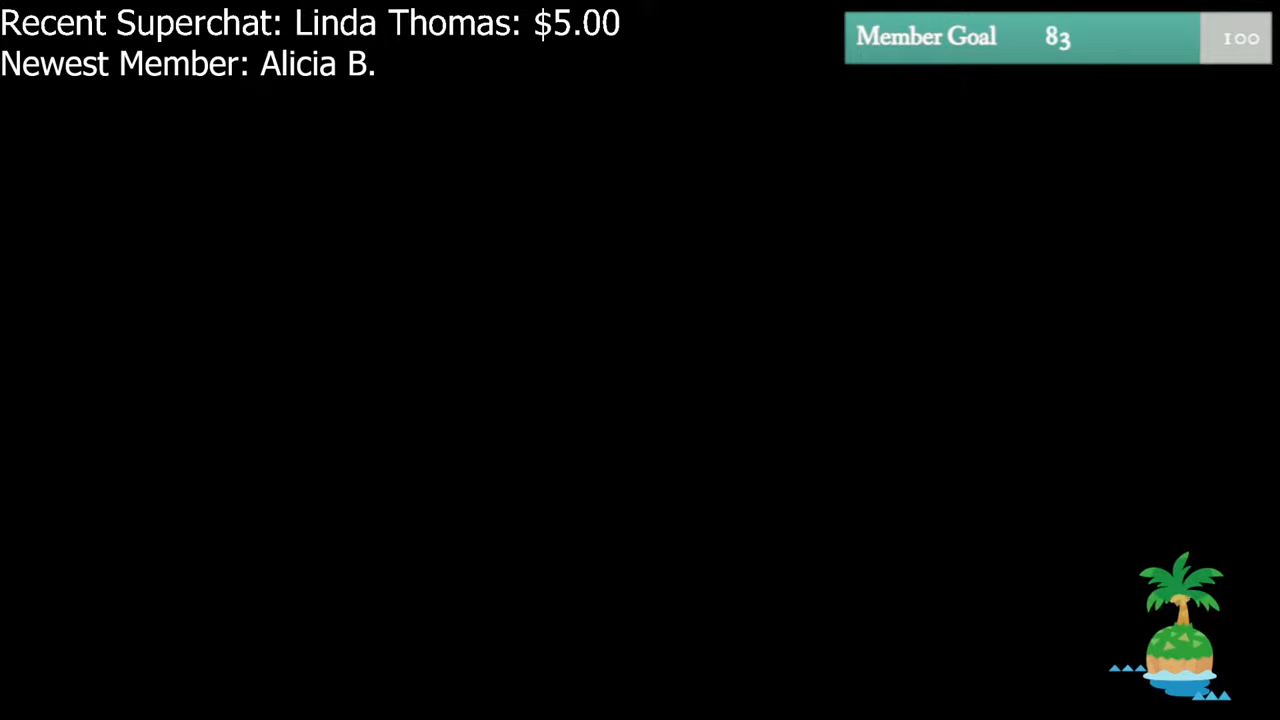 Recent Superchat: Linda Thomas: $5.00
Newest Member: Alicia B.
Member Goal 83 100